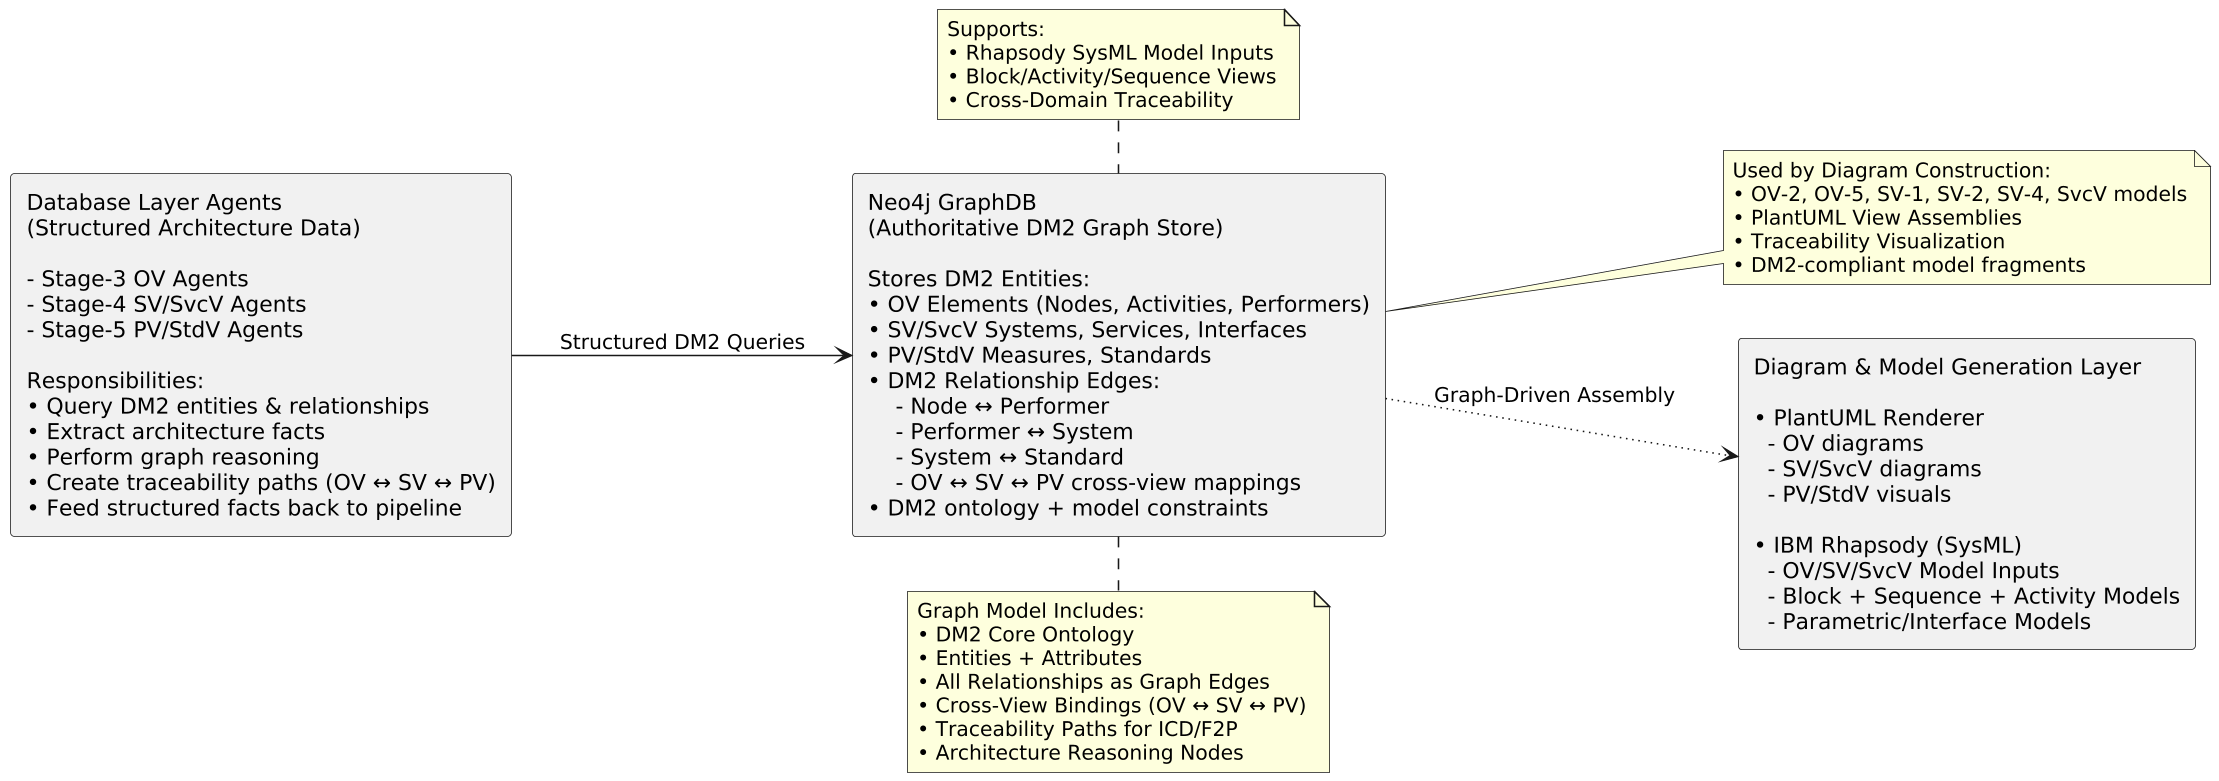 Supports:
• Rhapsody SysML Model Inputs
• Block/Activity/Sequence Views
• Cross-Domain Traceability
Database Layer Agents
(Structured Architecture Data)
- Stage-3 OV Agents
- Stage-4 SV/SvcV Agents
- Stage-5 PV/StdV Agents
Responsibilities:
• Query DM2 entities & relationships
• Extract architecture facts
• Perform graph reasoning
• Create traceability paths (OV ↔ SV ↔ PV)
• Feed structured facts back to pipeline
Structured DM2 Queries
Neo4j GraphDB
(Authoritative DM2 Graph Store)
Stores DM2 Entities:
• OV Elements (Nodes, Activities, Performers)
• SV/SvcV Systems, Services, Interfaces
• PV/StdV Measures, Standards
• DM2 Relationship Edges:
- Node ↔ Performer
- Performer ↔ System
- System ↔ Standard
- OV ↔ SV ↔ PV cross-view mappings
• DM2 ontology + model constraints
Used by Diagram Construction:
• OV-2, OV-5, SV-1, SV-2, SV-4, SvcV models
• PlantUML View Assemblies
• Traceability Visualization
• DM2-compliant model fragments
Graph-Driven Assembly
Diagram & Model Generation Layer
• PlantUML Renderer
- OV diagrams
- SV/SvcV diagrams
- PV/StdV visuals
• IBM Rhapsody (SysML)
- OV/SV/SvcV Model Inputs
- Block + Sequence + Activity Models
- Parametric/Interface Models
Graph Model Includes:
• DM2 Core Ontology
• Entities + Attributes
• All Relationships as Graph Edges
• Cross-View Bindings (OV ↔ SV ↔ PV)
• Traceability Paths for ICD/F2P
• Architecture Reasoning Nodes